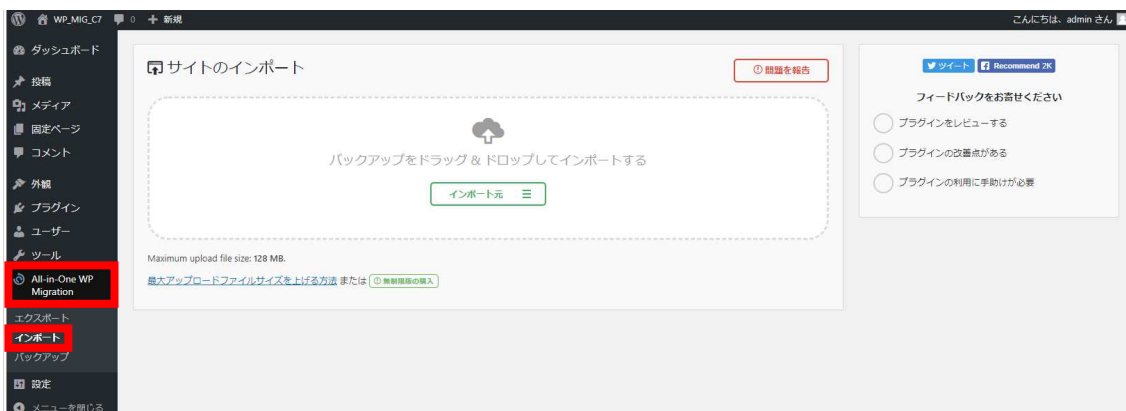 WP_MIG_C7 0 新規 こんにちは、admin さん
ダッシュボード
投稿
メディア
固定ページ
コメント
外観
プラグイン
ユーザー
ツール
All-in-One WP
Migration
エクスポート
インポート
バックアップ
設定
メニューを閉じる
サイトのインポート
問題を報告
バックアップをドラッグ & ドロップしてインポートする
インポート元
Maximum upload file size: 128 MB.
最大アップロードファイルサイズを上げる方法 または 無制限版の購入
ツイート Recommend 2K
フィードバックをお寄せください
プラグインをレビューする
プラグインの改善点がある
プラグインの利用に手助けが必要